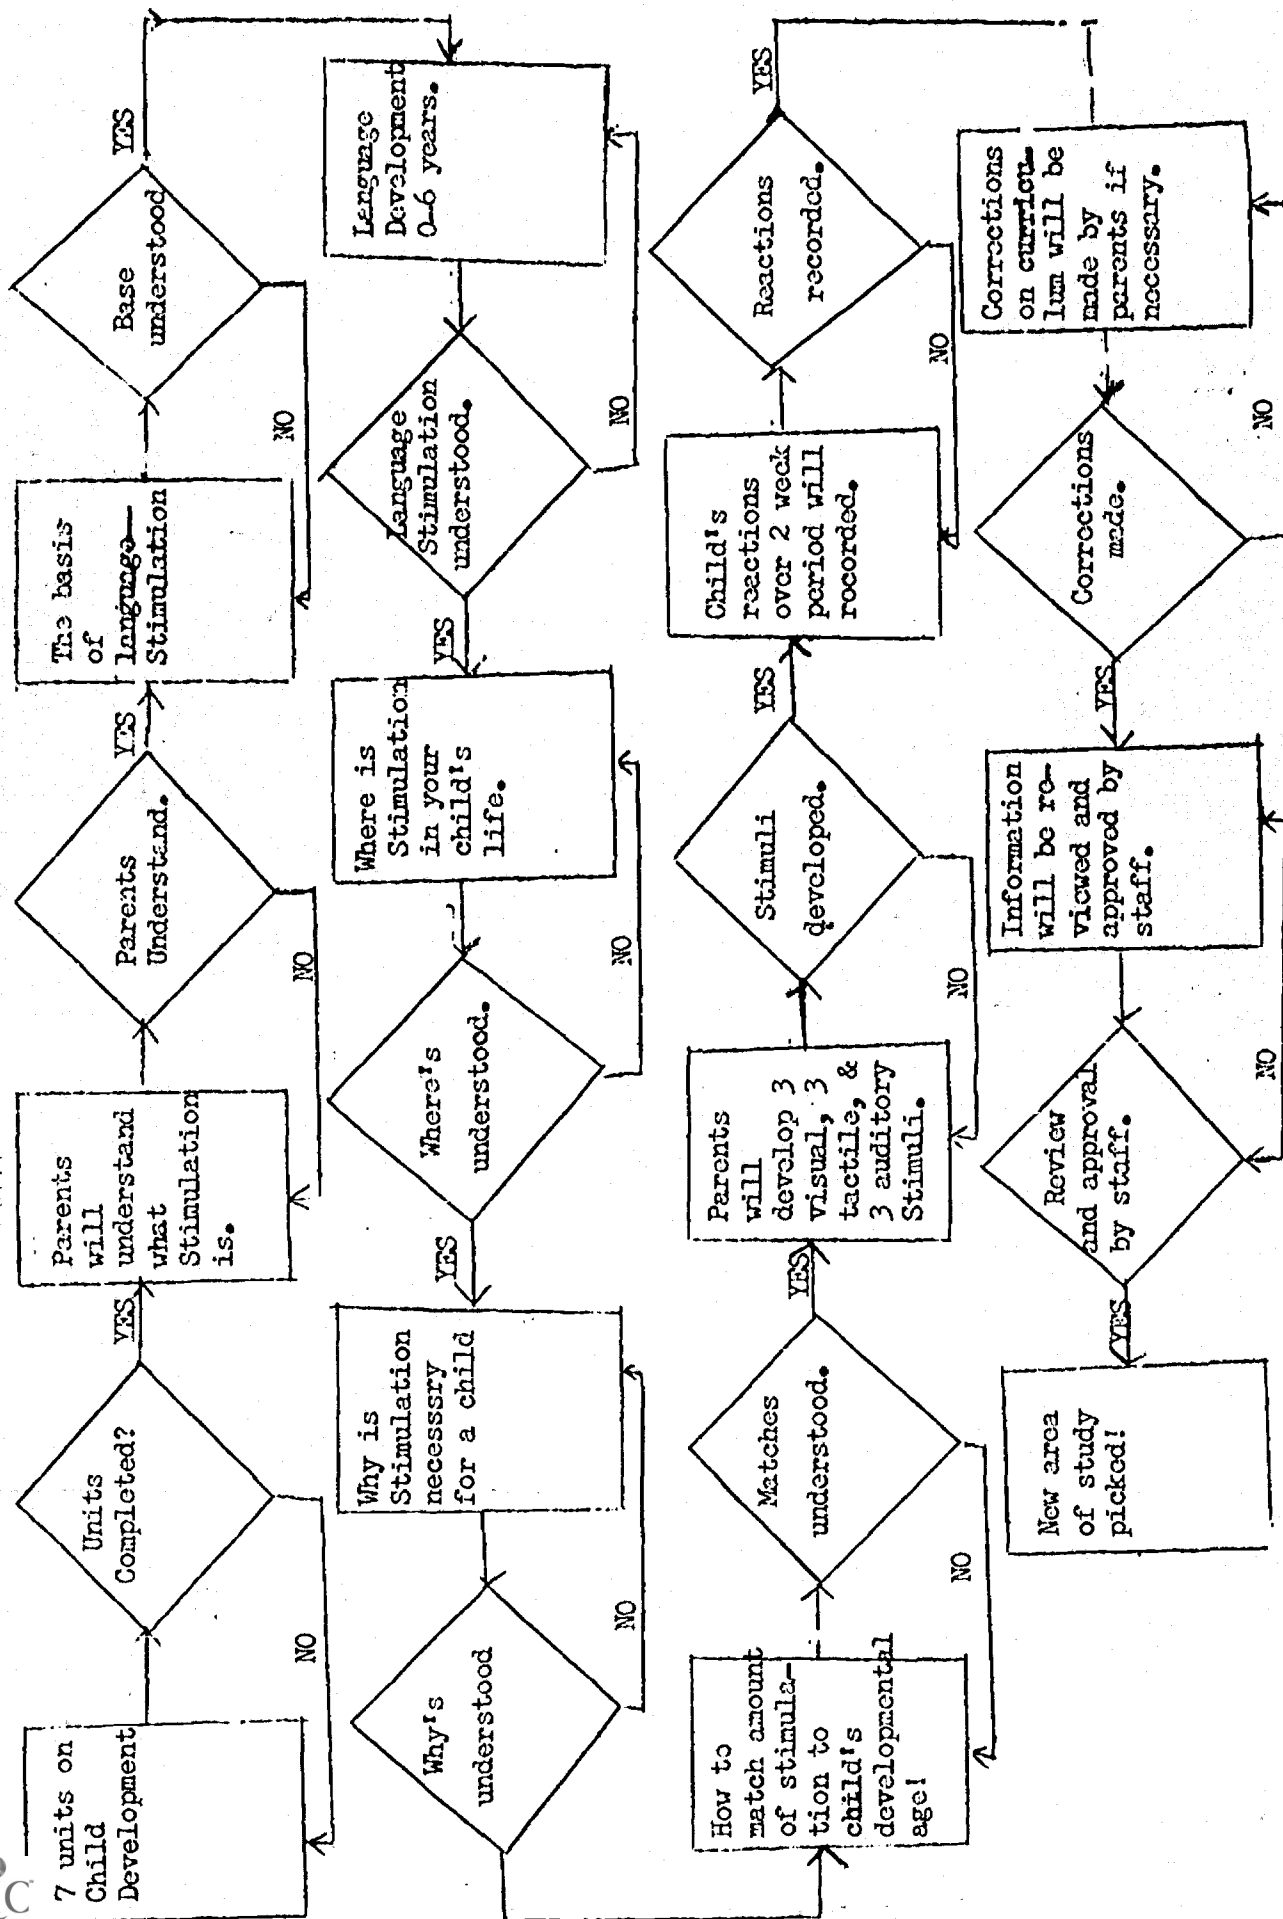 C
7 units on
Child
Development
NO
Units
Completed?
YES
Parents
will
understand
what
Stimulation
is.
NO
Parents
Understand.
YES
The basis
of
language
Stimulation
NO
Base
understood
YES
Language
Development
0-6 years.
NO
Language
Stimulation
understood.
YES
Where is
Stimulation
in your
child's
life.
NO
Where's
understood.
YES
Why is
Stimulation
necesssry
for a child
NO
Why's
understood
How to
match amount
of stimula-
tion to
child's
developmental
age!
NO
Matches
understood.
YES
Parents
will
develop 3
visual, 3
tactile, &
3 auditory
Stimuli.
NO
Stimuli
developed.
YES
Child's
reactions
over 2 week
period will
recorded.
NO
Reactions
recorded.
YES
Corrections
on curricu-
lum will be
made by
parents if
necessary.
NO
Corrections
made.
YES
Information
will be re-
viewed and
approved by
staff.
NO
Review
and approval
by staff.
YES
New area
of study
picked!